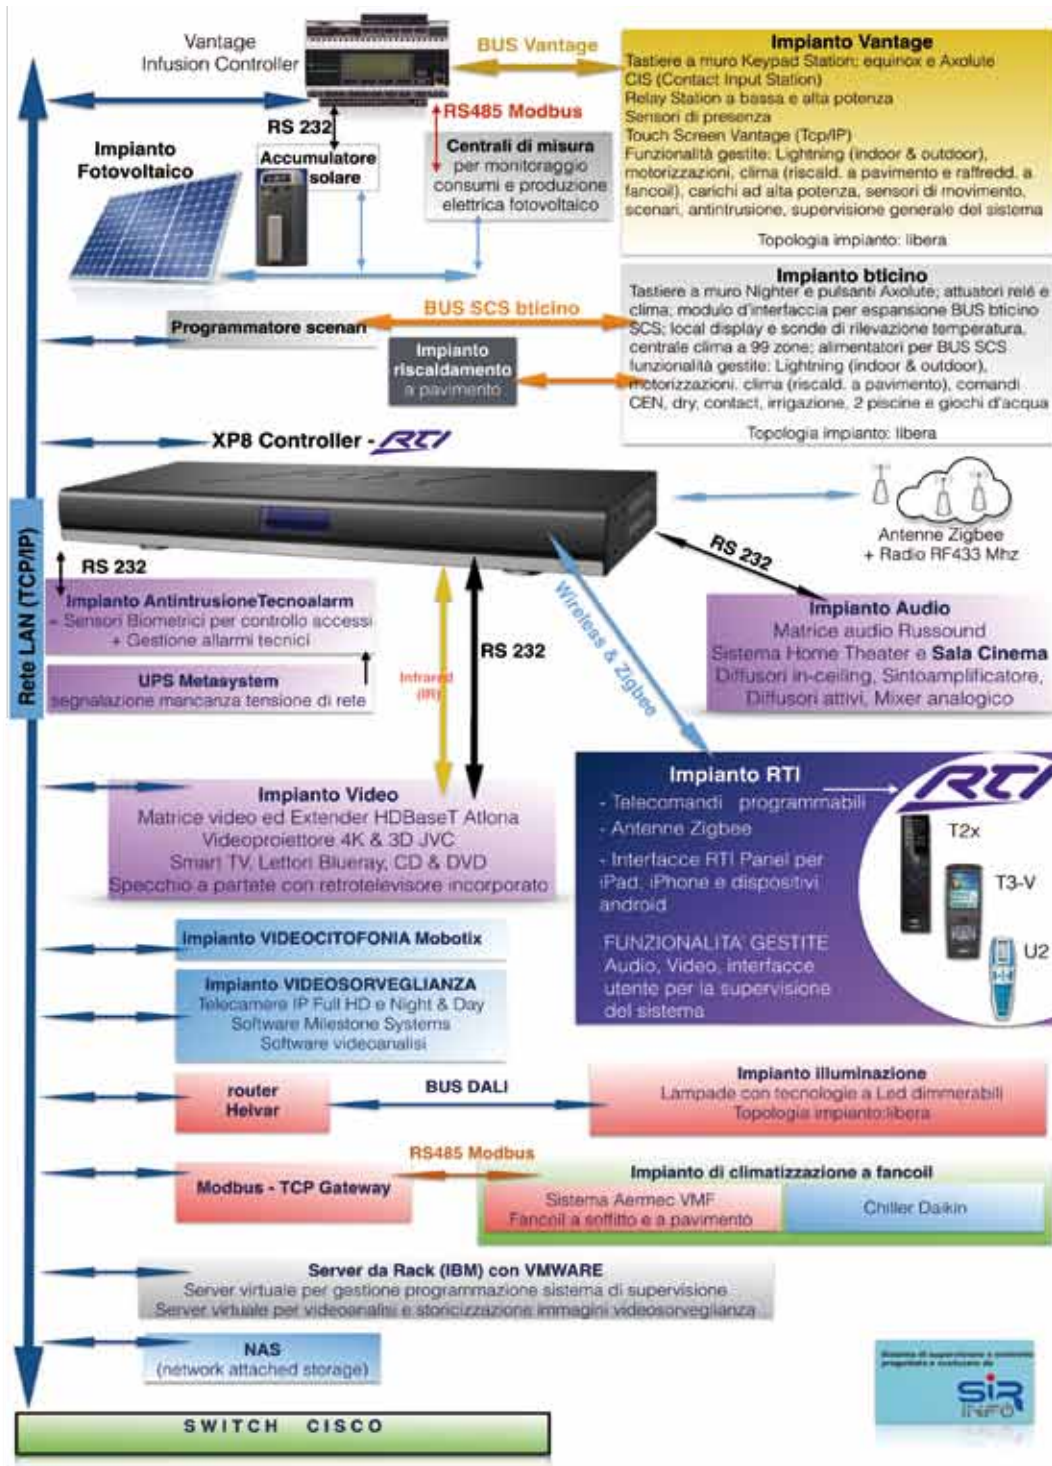 Vantage
Infusion Controller
BUS Vantage
RS485 Modbus
RS 232
Impianto Vantage
Tastiere a muro Keypad Station; equinox e Axolute
CIS (Contact Input Station)
Relay Station a bassa e alta potenza
Sensori di presenza
Touch Screen Vantage (Tcp/IP)
Funzionalità gestite: Lightning (indoor & outdoor),
motorizzazioni, clima (riscald. a pavimento e raffredd. a
fancoil), carichi ad alta potenza, sensori di movimento,
scenari, antintrusione, supervisione generale del sistema
Topologia impianto: libera
Impianto
Fotovoltaico
Accumulatore
solare
Centrali di misura
per monitoraggio
consumi e produzione
elettrica fotovoltaico
Programmatore scenari
BUS SCS bticino
Impianto
riscaldamento
a pavimento
Impianto bticino
Tastiere a muro Nighter e pulsanti Axolute; attuatori relé e
clima; modulo d'interfaccia per espansione BUS bticino
SCS; local display e sonde di rilevazione temperatura,
centrale clima a 99 zone; alimentatori per BUS SCS
funzionalità gestite: Lightning (indoor & outdoor),
motorizzazioni. clima (riscald. a pavimento), comandi
CEN, dry, contact, irrigazione, 2 piscine e giochi d'acqua
Topologia impianto: libera
XP8 Controller - RTI
Antenne Zigbee
+ Radio RF433 Mhz
Rete LAN (TCP/IP)
RS 232
Impianto AntintrusioneTecnoalarm
+ Sensori Biometrici per controllo accessi
+ Gestione allarmi tecnici
UPS Metasystem
segnalazione mancanza tensione di rete
Infrared
(IR)
RS 232
Wireless & Zigbee
RS 232
Impianto Audio
Matrice audio Russound
Sistema Home Theater e Sala Cinema
Diffusori in-ceiling, Sintoamplificatore,
Diffusori attivi, Mixer analogico
Impianto Video
Matrice video ed Extender HDBaseT Atlona
Videoproiettore 4K & 3D JVC
Smart TV, Lettori Blueray, CD & DVD
Specchio a partate con retrotelevisore incorporato
Impianto RTI
- Telecomandi programmabili
- Antenne Zigbee
- Interfacce RTI Panel per
iPad, iPhone e dispositivi
android
FUNZIONALITA' GESTITE
Audio, Video, interfacce
utente per la supervisione
del sistema
RTI
T2x
T3-V
U2
Impianto VIDEOCITOFONIA Mobotix
Impianto VIDEOSORVEGLIANZA
Telecamere IP Full HD e Night & Day
Software Milestone Systems
Software videoanalisi
router
Helvar
BUS DALI
Impianto illuminazione
Lampade con tecnologie a Led dimmerabili
Topologia impianto:libera
Modbus - TCP Gateway
RS485 Modbus
Impianto di climatizzazione a fancoil
Sistema Aermec VMF
Fancoil a soffitto e a pavimento
Chiller Daikin
Server da Rack (IBM) con VMWARE
Server virtuale per gestione programmazione sistema di supervisione
Server virtuale per videoanalisi e storicizzazione immagini videosorveglianza
NAS
(network attached storage)
Sistema di supervisione e controllo
progettato e realizzato da
SIR
INFO
SWITCH CISCO